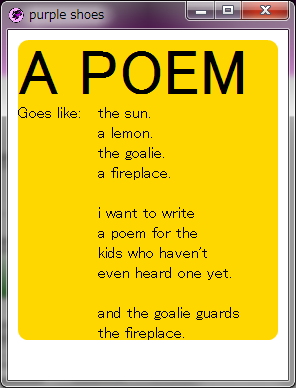 purple shoes
A POEM
Goes like: the sun.
a lemon.
the goalie.
a fireplace.
i want to write
a poem for the
kids who haven't
even heard one yet.
and the goalie guards
the fireplace.